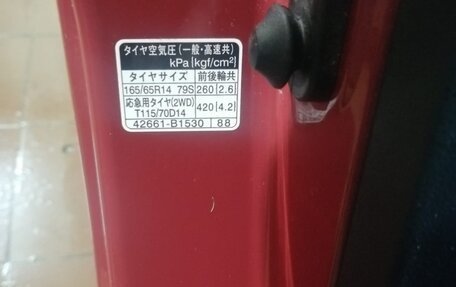 タイヤ空気圧(一般・高速共)
kPa[kgf/cm²]
タイヤサイズ 前後輪共
165/65R14 79S 260 [2.6]
応急用タイヤ(2WD)
T115/70D14 420 [4.2]
42661-B1530 88